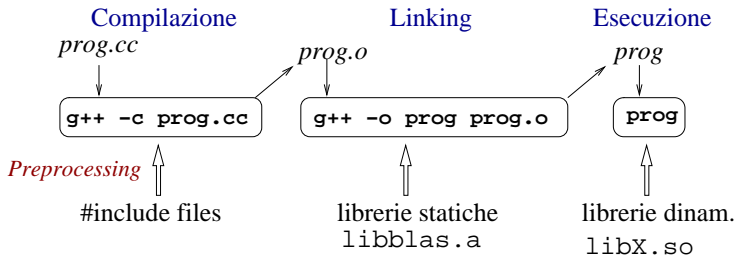 Compilazione Linking Esecuzione
prog.cc prog.o prog
g++ -c prog.cc g++ -o prog prog.o prog
Preprocessing
#include files librerie statiche librerie dinam.
libblas.a libX.so